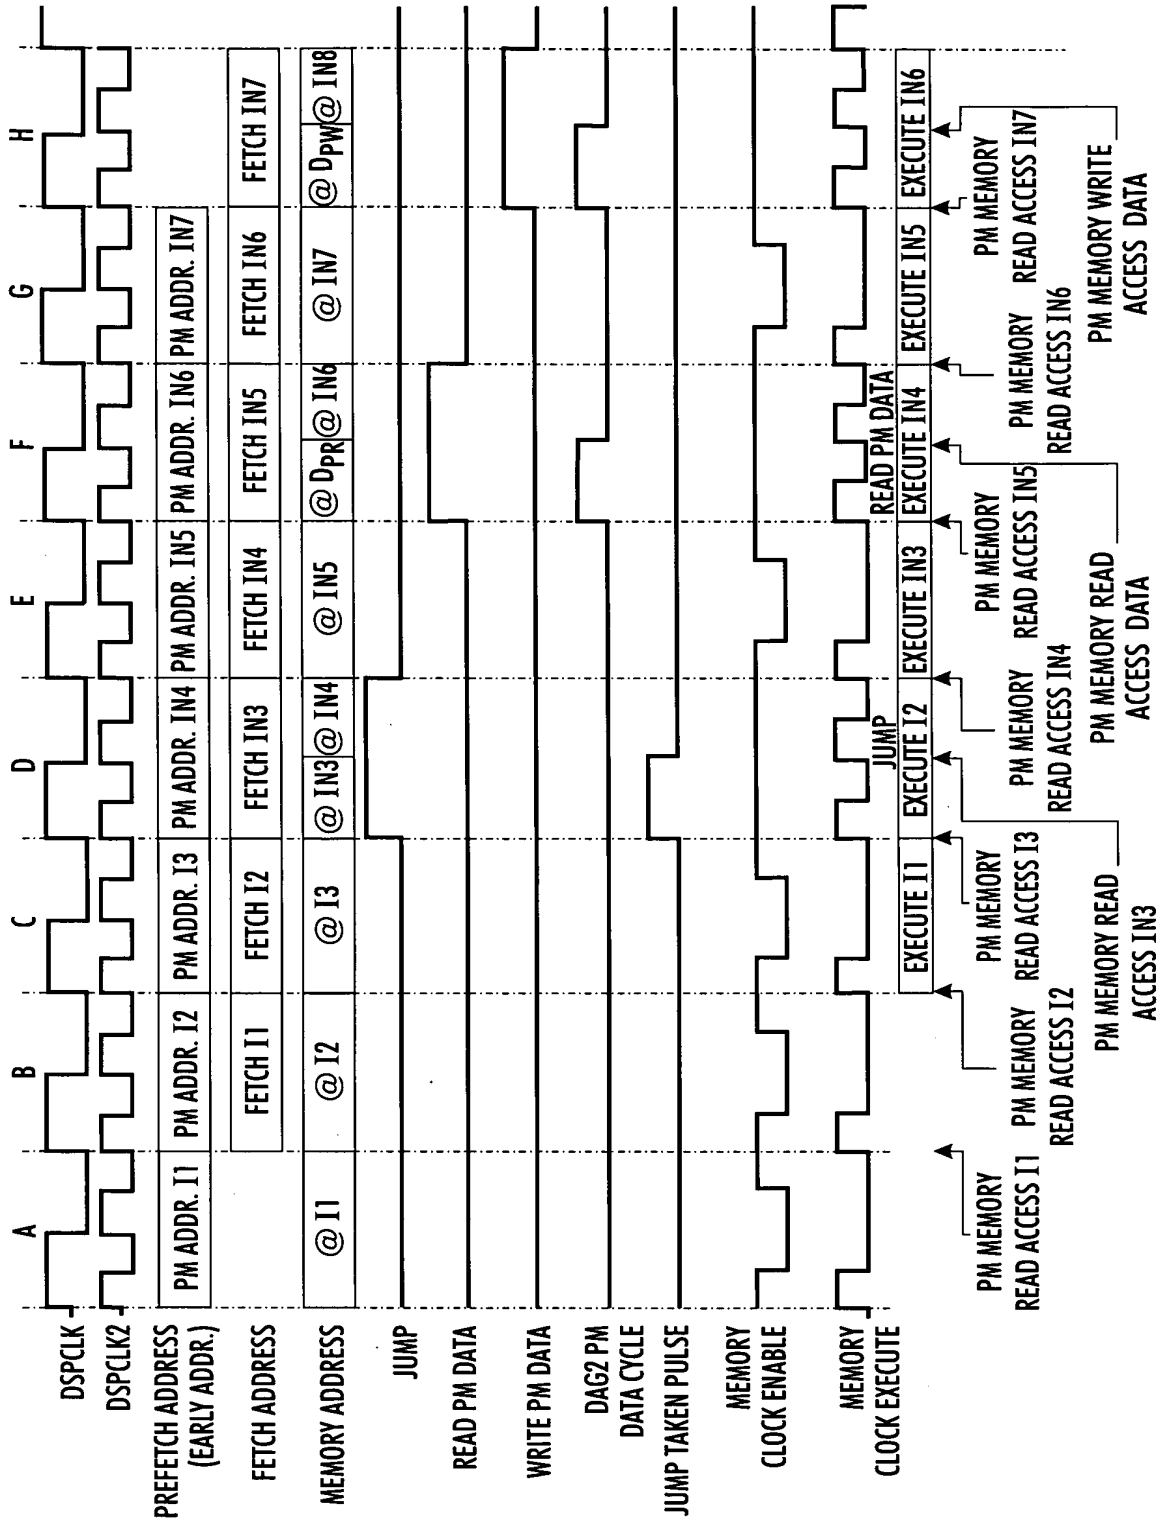 A B C D E F G H
DSPCLK
DSPCLK2
PREFETCH ADDRESS
(EARLY ADDR.)
PM ADDR. I1 PM ADDR. I2 PM ADDR. I3 PM ADDR. IN4 PM ADDR. IN5 PM ADDR. IN6 PM ADDR. IN7
FETCH ADDRESS
FETCH I1 FETCH I2 FETCH IN3 FETCH IN4 FETCH IN5 FETCH IN6 FETCH IN7
MEMORY ADDRESS
@ I1 @ I2 @ I3 @ IN3 @ IN4 @ IN5 @ DPR @ IN6 @ IN7 @ DPW @ IN8
JUMP
READ PM DATA
WRITE PM DATA
DAG2 PM
DATA CYCLE
JUMP TAKEN PULSE
MEMORY
CLOCK ENABLE
MEMORY
CLOCK EXECUTE
JUMP READ PM DATA
EXECUTE I1 EXECUTE I2 EXECUTE IN3 EXECUTE IN4 EXECUTE IN5 EXECUTE IN6
PM MEMORY
READ ACCESS I1
PM MEMORY
READ ACCESS I2
PM MEMORY
READ ACCESS I3
PM MEMORY READ
ACCESS IN3
PM MEMORY
READ ACCESS IN4
PM MEMORY
READ ACCESS IN5
PM MEMORY READ
ACCESS DATA
PM MEMORY
READ ACCESS IN6
PM MEMORY
READ ACCESS IN7
PM MEMORY WRITE
ACCESS DATA